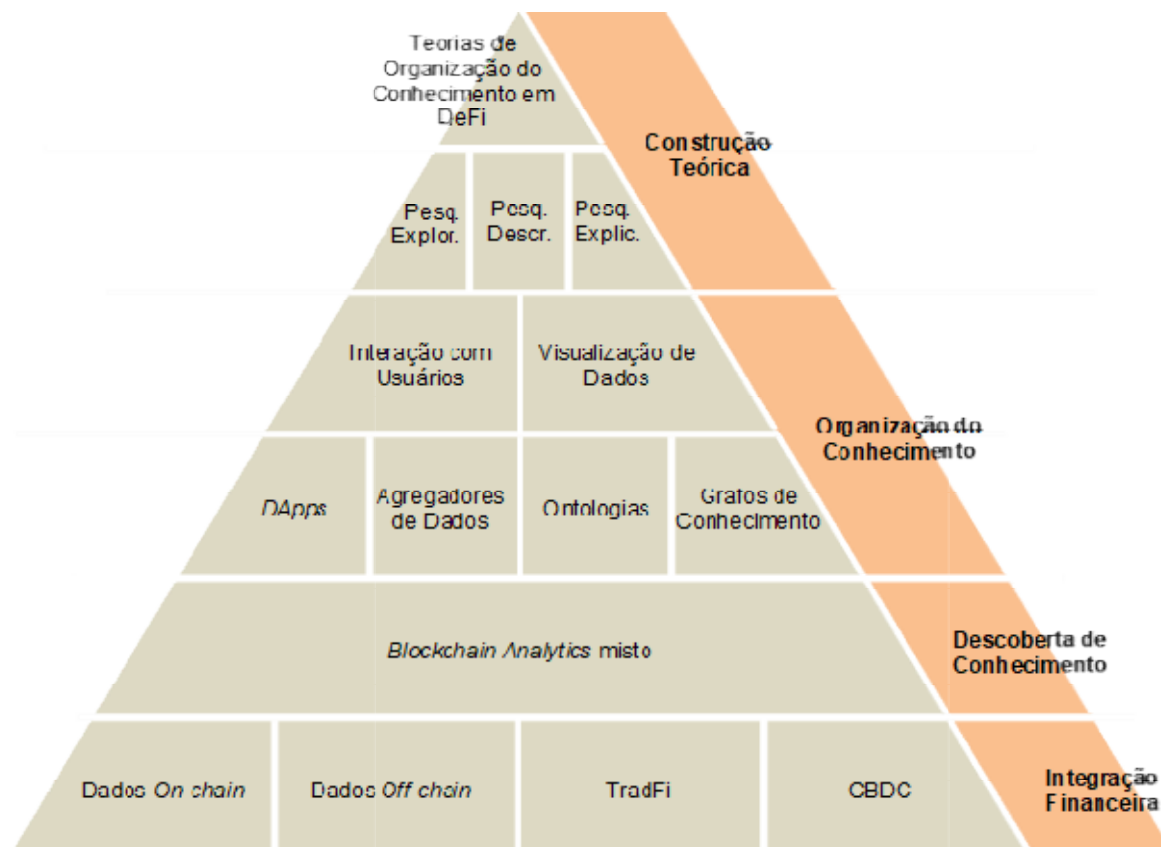 Teorias de
Organização do
Conhecimento em
DeFi
Construção
Teórica
Pesq.
Explor.
Pesq.
Descr.
Pesq.
Explic.
Interação com
Usuários
Visualização de
Dados
Organização do
Conhecimento
DApps
Agregadores
de Dados
Ontologias
Grafos de
Conhecimento
Blockchain Analytics misto
Descoberta de
Conhecimento
Dados On chain
Dados Off chain
TradFi
CBDC
Integração
Financeira